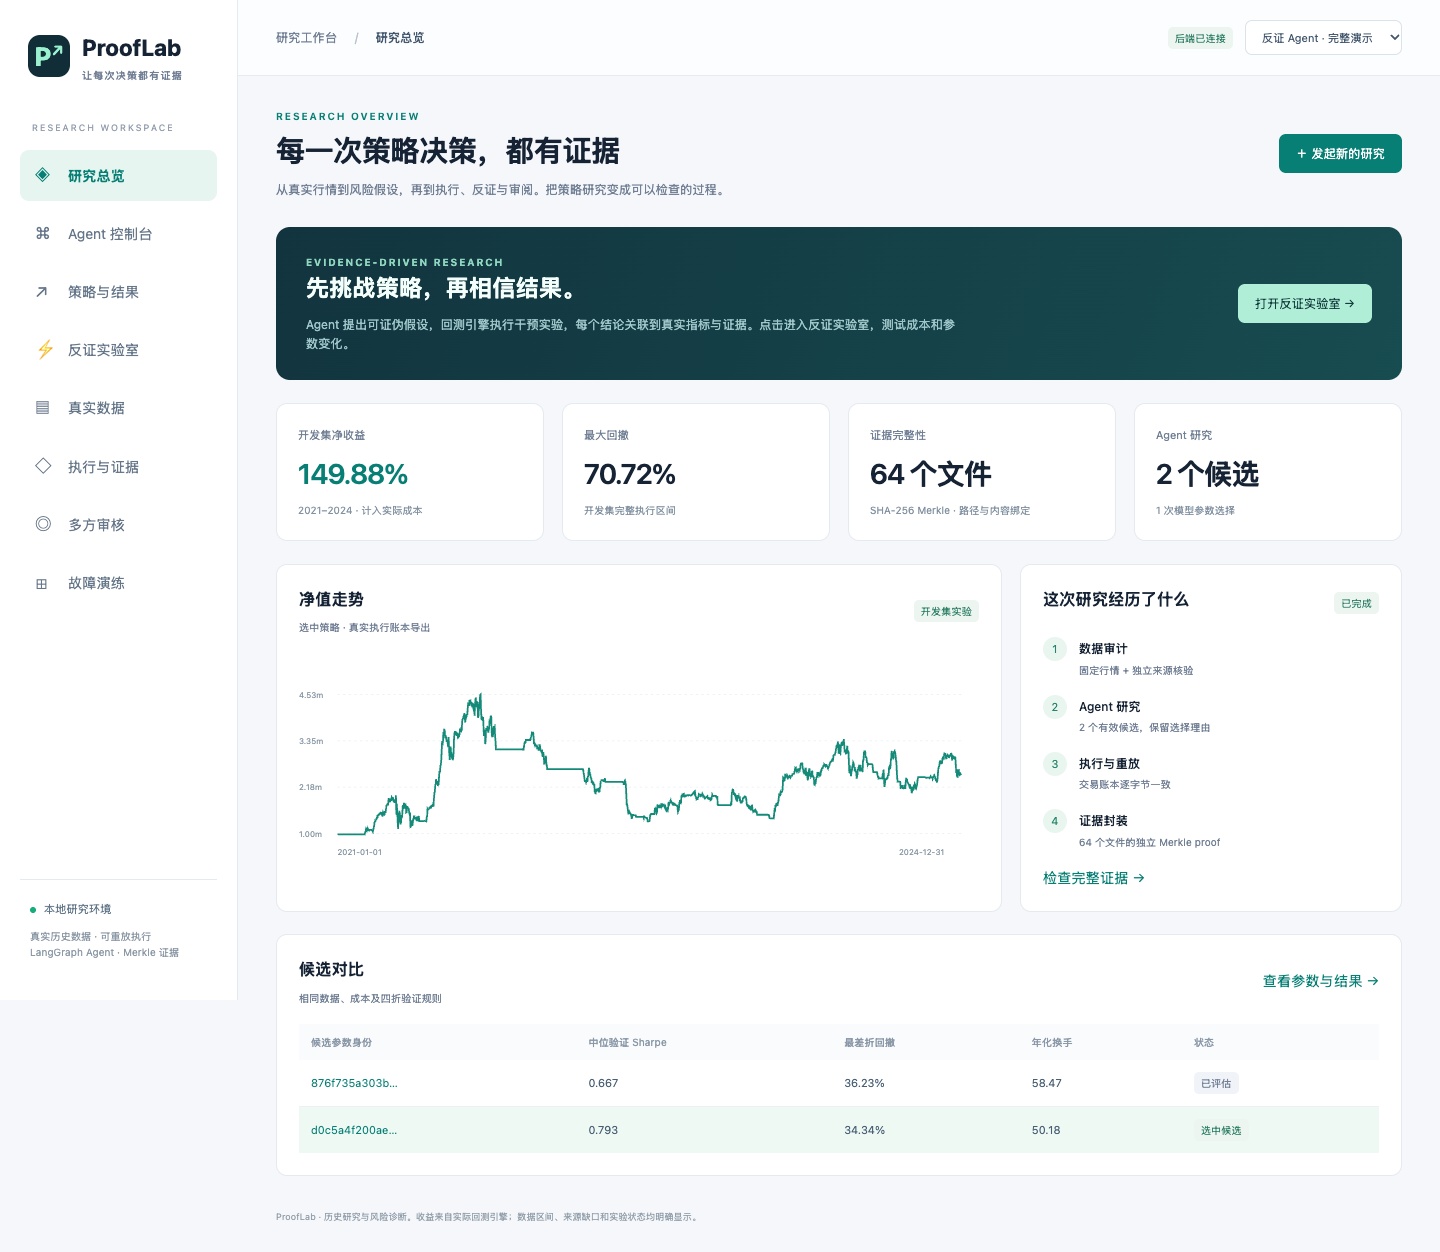 ProofLab
让每次决策都有证据
RESEARCH WORKSPACE
研究总览
Agent 控制台
策略与结果
反证实验室
真实数据
执行与证据
多方审核
故障演练
本地研究环境
真实历史数据 · 可重放执行
LangGraph Agent · Merkle 证据
研究工作台 / 研究总览
后端已连接
反证 Agent · 完整演示
RESEARCH OVERVIEW
每一次策略决策，都有证据
从真实行情到风险假设，再到执行、反证与审阅。把策略研究变成可以检查的过程。
+ 发起新的研究
EVIDENCE-DRIVEN RESEARCH
先挑战策略，再相信结果。
Agent 提出可证伪假设，回测引擎执行干预实验，每个结论关联到真实指标与证据。点击进入反证实验室，测试成本和参
数变化。
打开反证实验室 →
开发集净收益
149.88%
2021–2024 · 计入实际成本
最大回撤
70.72%
开发集完整执行区间
证据完整性
64 个文件
SHA-256 Merkle · 路径与内容绑定
Agent 研究
2 个候选
1 次模型参数选择
净值走势
选中策略 · 真实执行账本导出
开发集实验
4.53m
3.35m
2.18m
1.00m
2021-01-01
2024-12-31
这次研究经历了什么
已完成
1
数据审计
固定行情 + 独立来源核验
2
Agent 研究
2 个有效候选，保留选择理由
3
执行与重放
交易账本逐字节一致
4
证据封装
64 个文件的独立 Merkle proof
检查完整证据 →
候选对比
相同数据、成本及四折验证规则
查看参数与结果 →
候选参数身份 中位验证 Sharpe 最差折回撤 年化换手 状态
876f735a303b... 0.667 36.23% 58.47 已评估
d0c5a4f200ae... 0.793 34.34% 50.18 选中候选
ProofLab · 历史研究与风险诊断。收益来自实际回测引擎；数据区间、来源缺口和实验状态均明确显示。